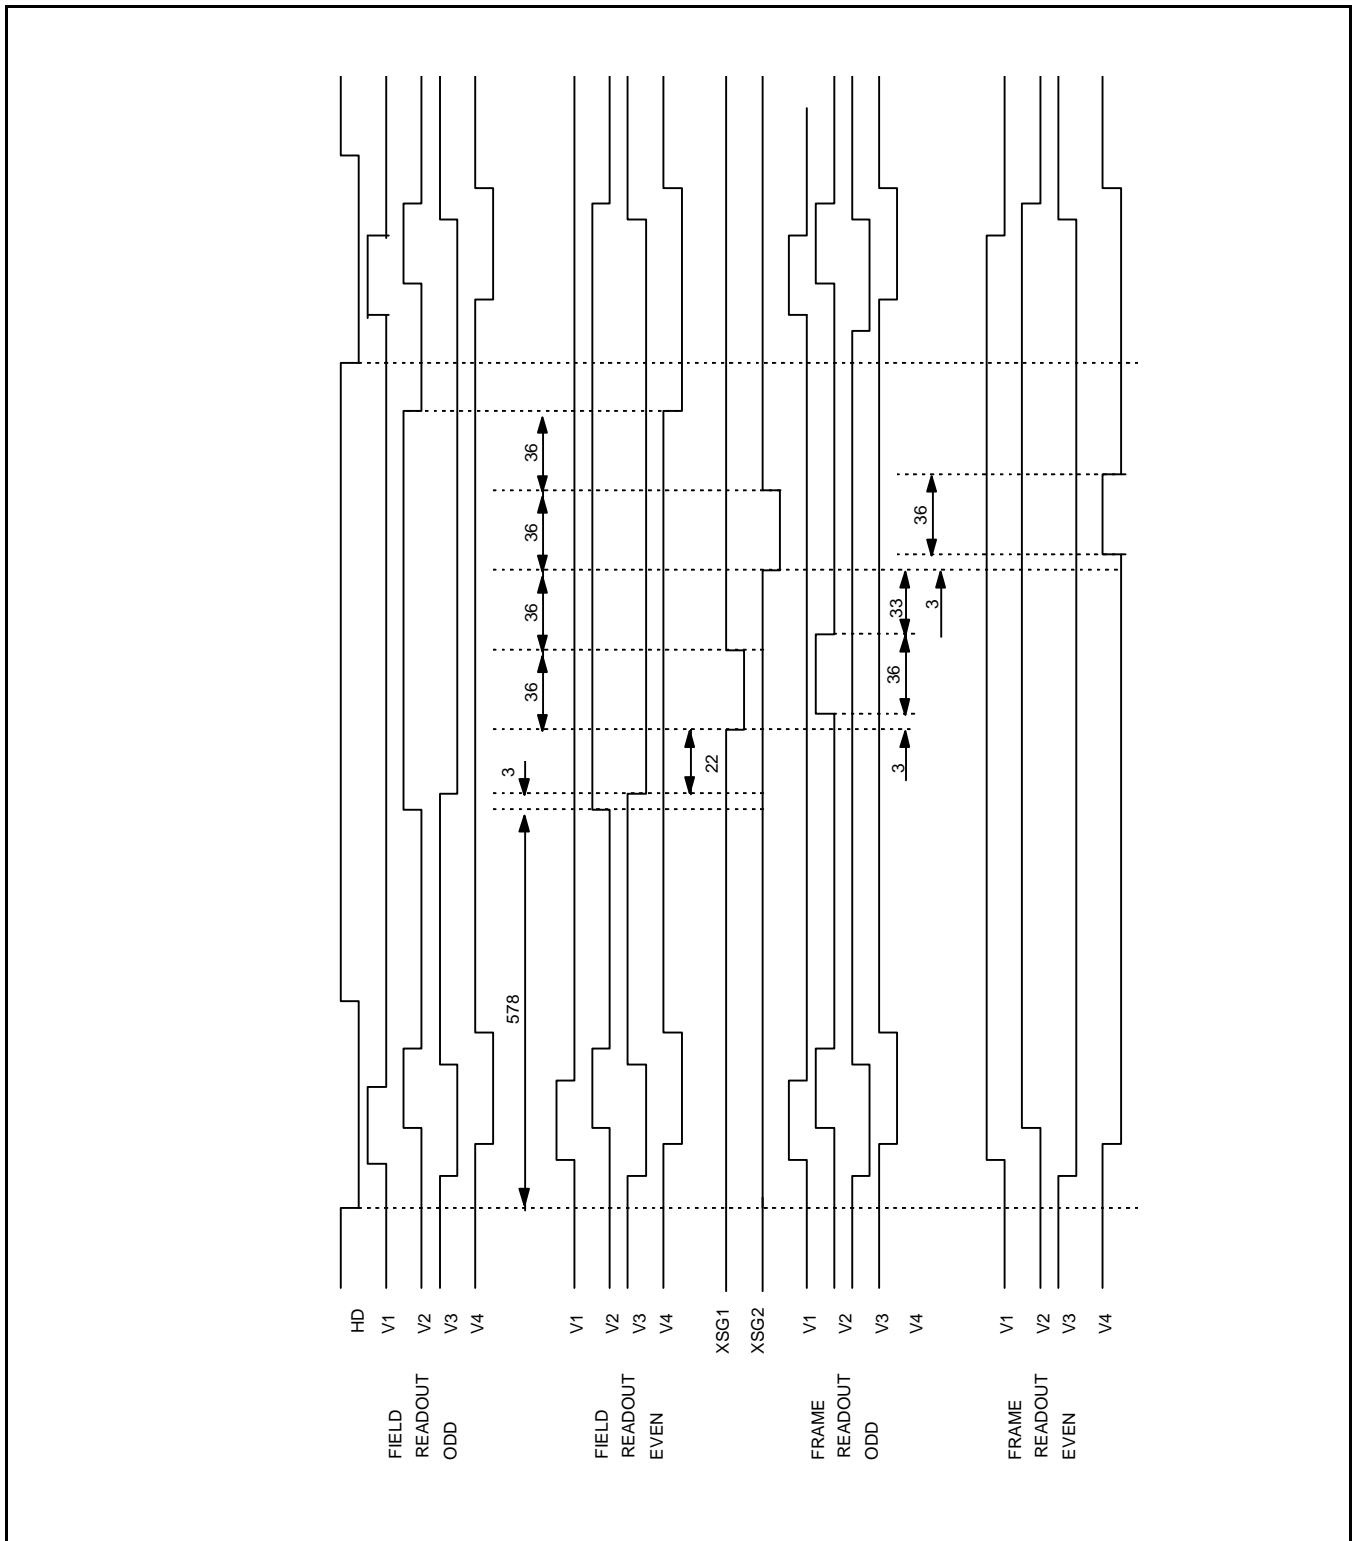 HD
V1
V2
V3
V4
FIELD
READOUT
ODD
V1
V2
V3
V4
FIELD
READOUT
EVEN
XSG1
XSG2
V1
V2
V3
V4
FRAME
READOUT
ODD
V1
V2
V3
V4
FRAME
READOUT
EVEN
578
3
36
36
36
36
22
3
36
33
3
36